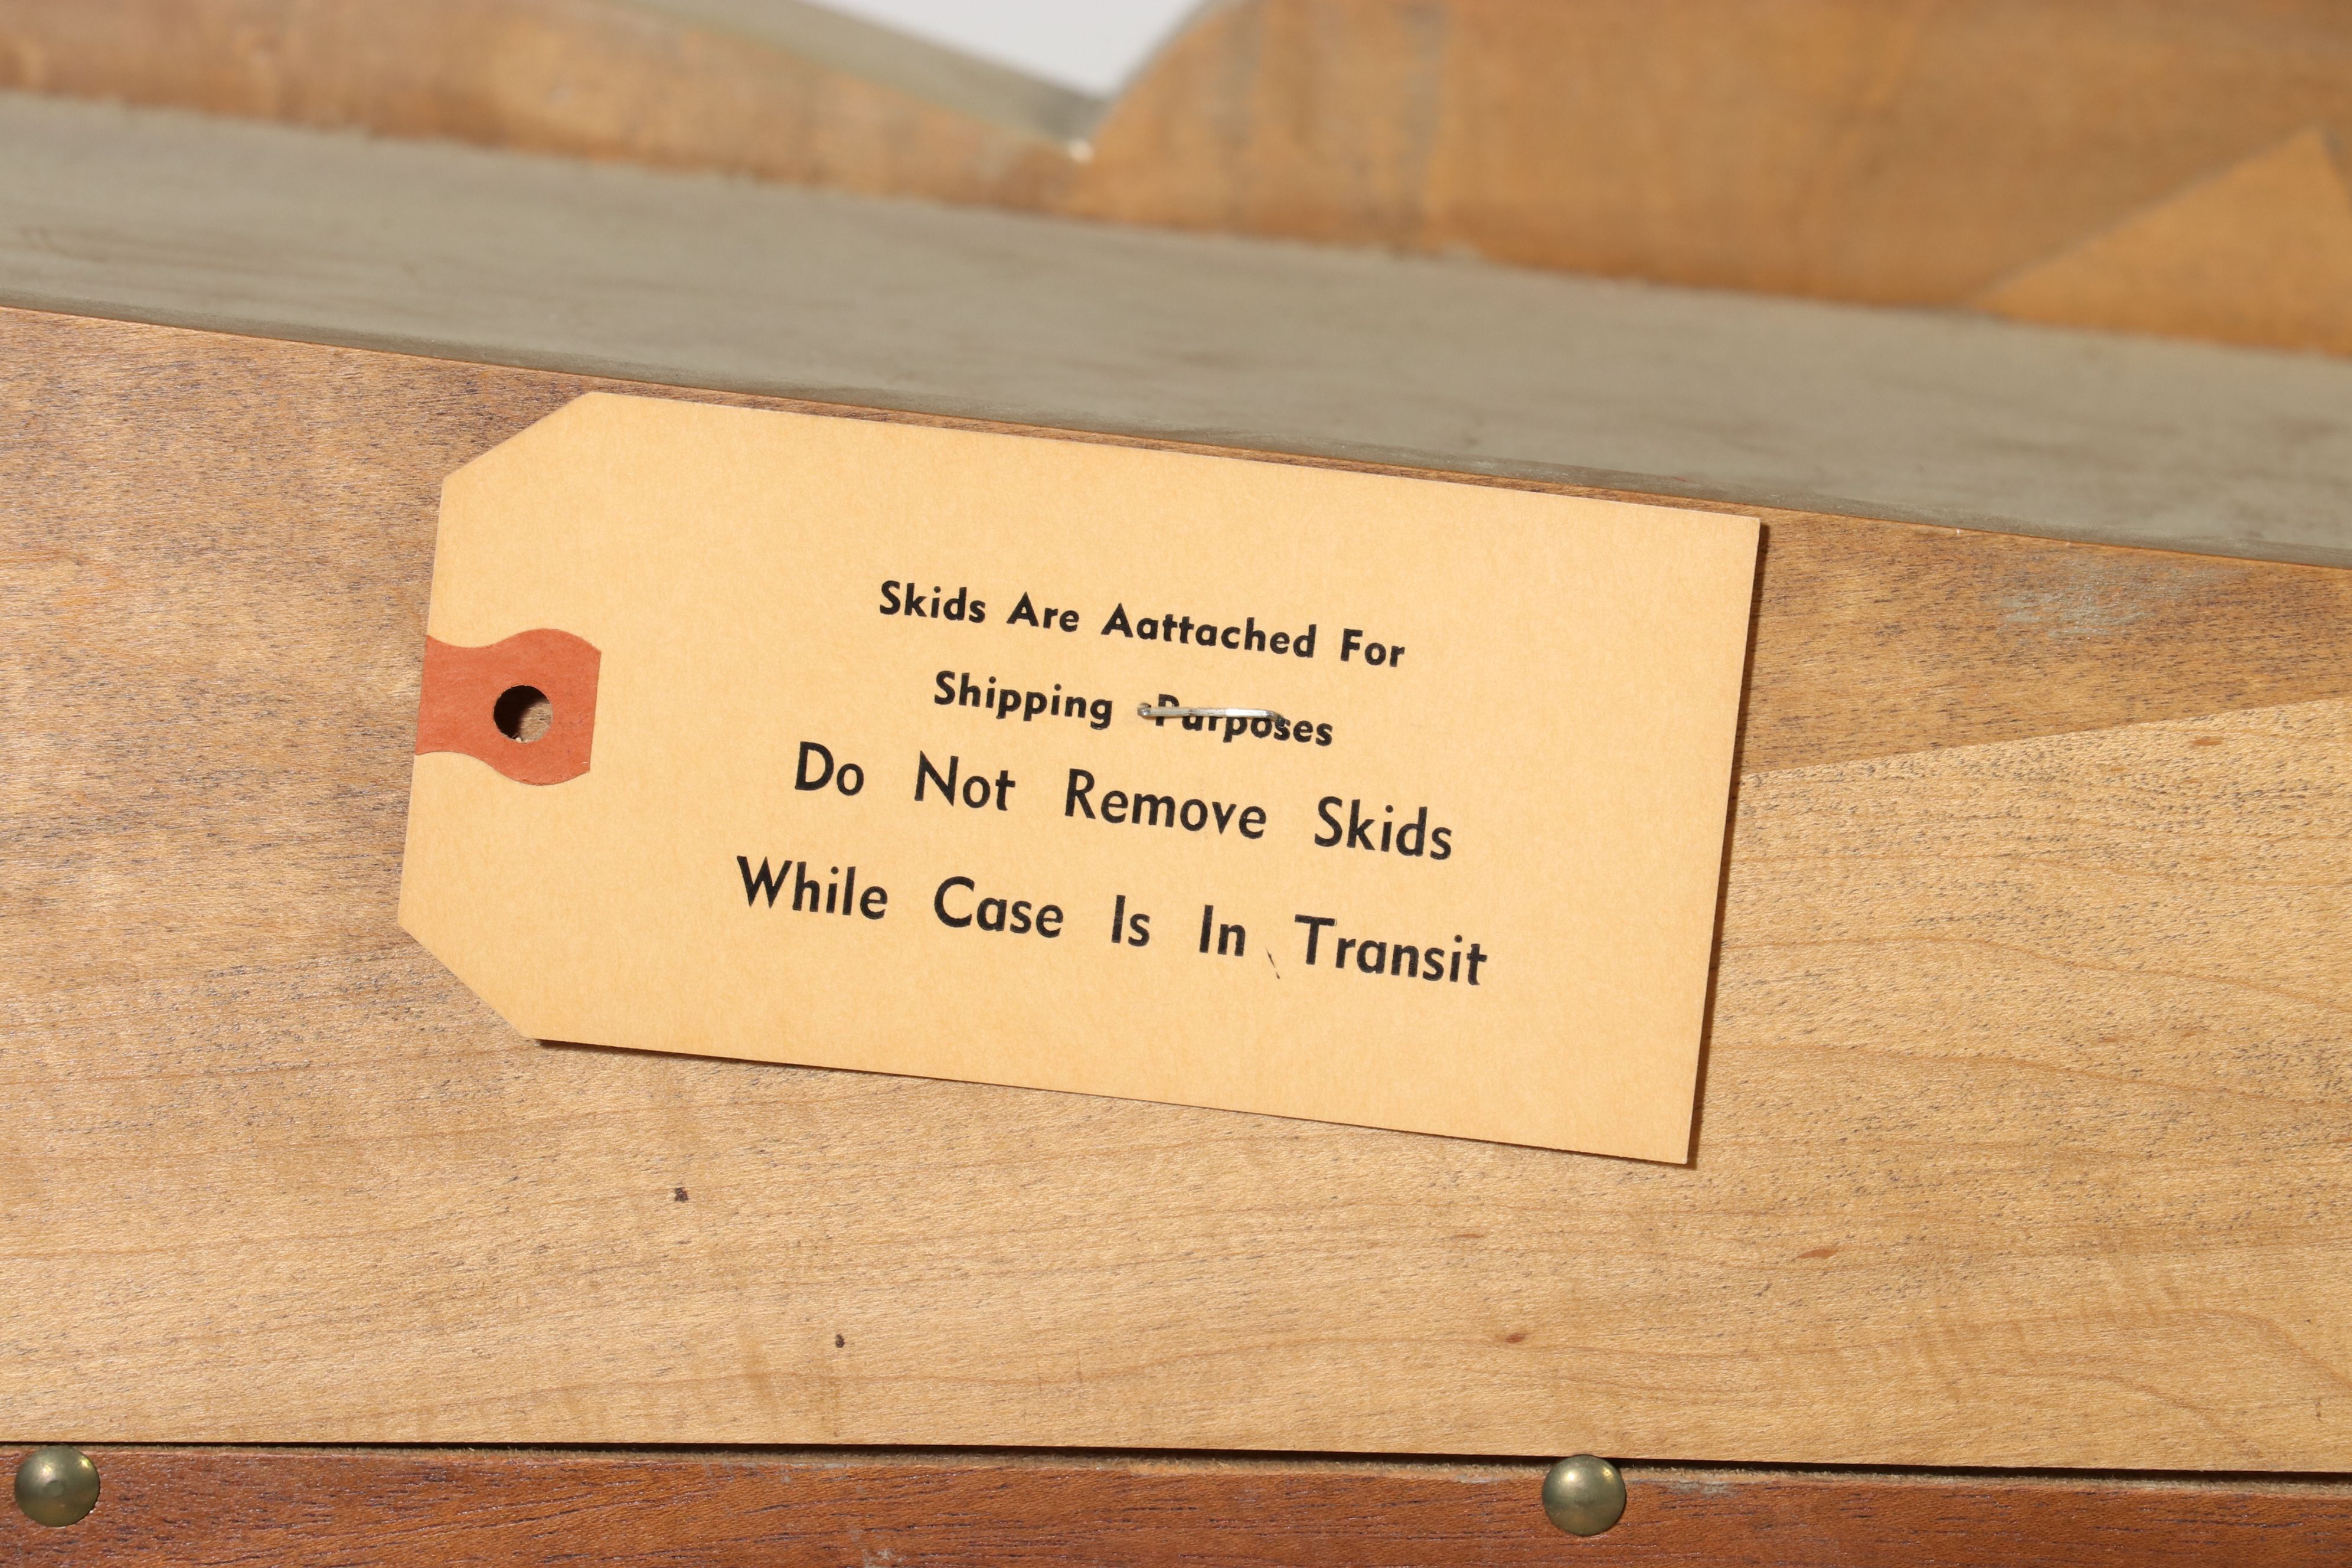 Skids Are Aattached For
Shipping Purposes
Do Not Remove Skids
While Case Is In Transit